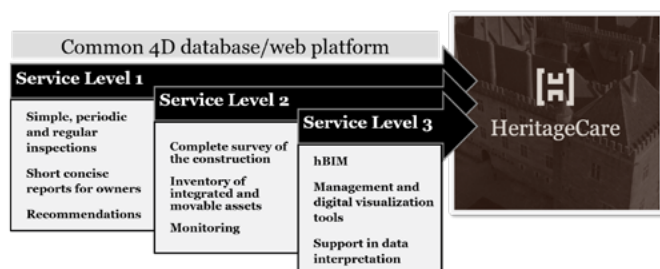 Common 4D database/web platform
Service Level 1
Simple, periodic
and regular
inspections
Short concise
reports for owners
Recommendations
Service Level 2
Complete survey of
the construction
Inventory of
integrated and
movable assets
Monitoring
Service Level 3
hBIM
Management and
digital visualization
tools
Support in data
interpretation
[H]
HeritageCare